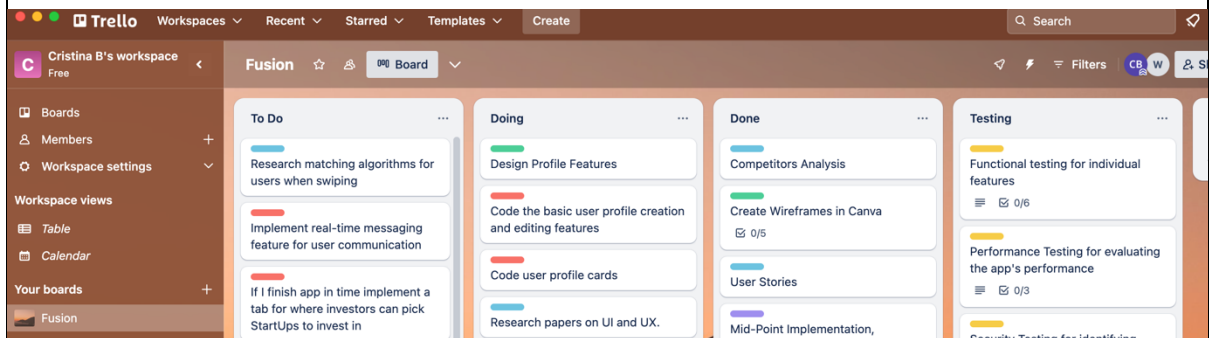 Trello
Workspaces
Recent
Starred
Templates
Create
Search
C
Cristina B's workspace
Free
Fusion
Board
Filters
CB
W
Boards
Members
Workspace settings
Workspace views
Table
Calendar
Your boards
Fusion
To Do
Research matching algorithms for
users when swiping
Implement real-time messaging
feature for user communication
If I finish app in time implement a
tab for where investors can pick
StartUps to invest in
Doing
Design Profile Features
Code the basic user profile creation
and editing features
Code user profile cards
Research papers on UI and UX.
Done
Competitors Analysis
Create Wireframes in Canva
0/5
User Stories
Mid-Point Implementation,
Testing
Functional testing for individual
features
0/6
Performance Testing for evaluating
the app's performance
0/3
Security Testing for identifying